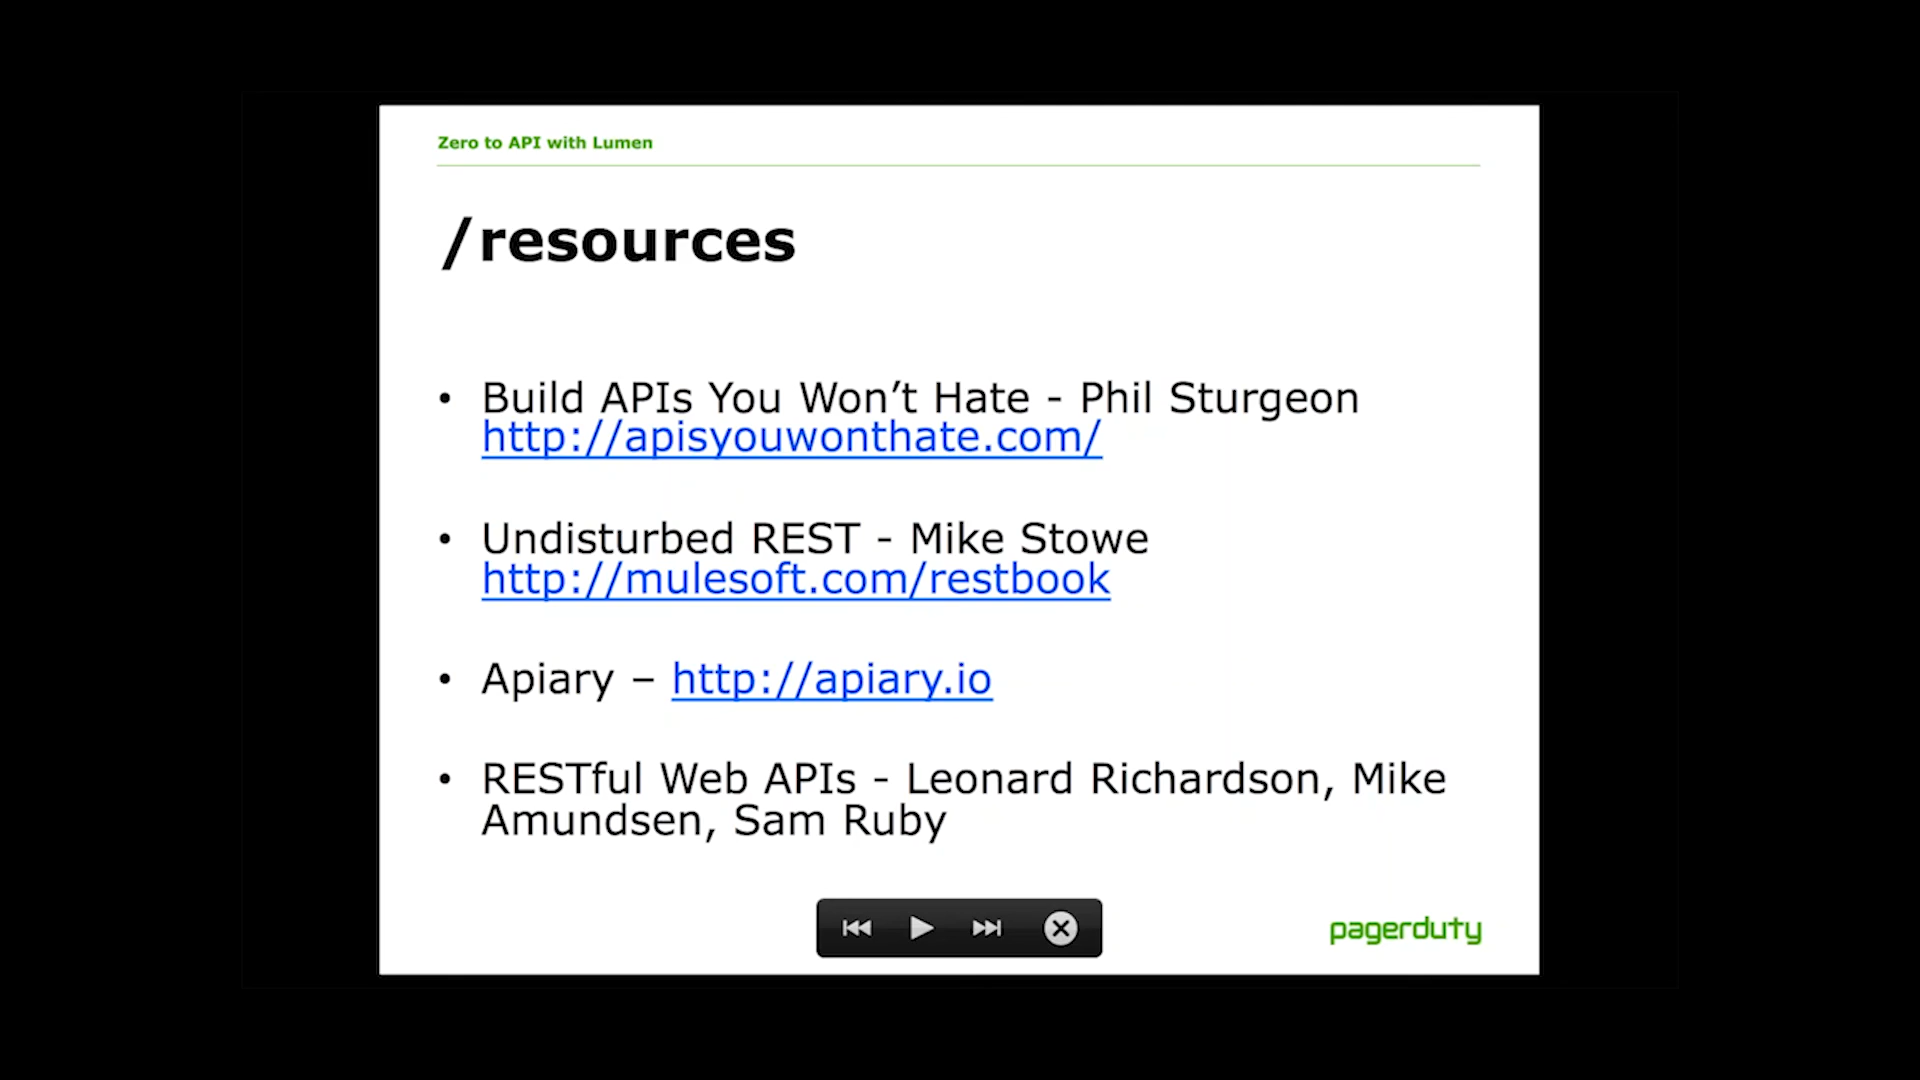 Zero to API with Lumen
/resources
• Build APIs You Won’t Hate - Phil Sturgeon
http://apisyouwonthate.com/
• Undisturbed REST - Mike Stowe
http://mulesoft.com/restbook
• Apiary – http://apiary.io
• RESTful Web APIs - Leonard Richardson, Mike
Amundsen, Sam Ruby
pagerduty